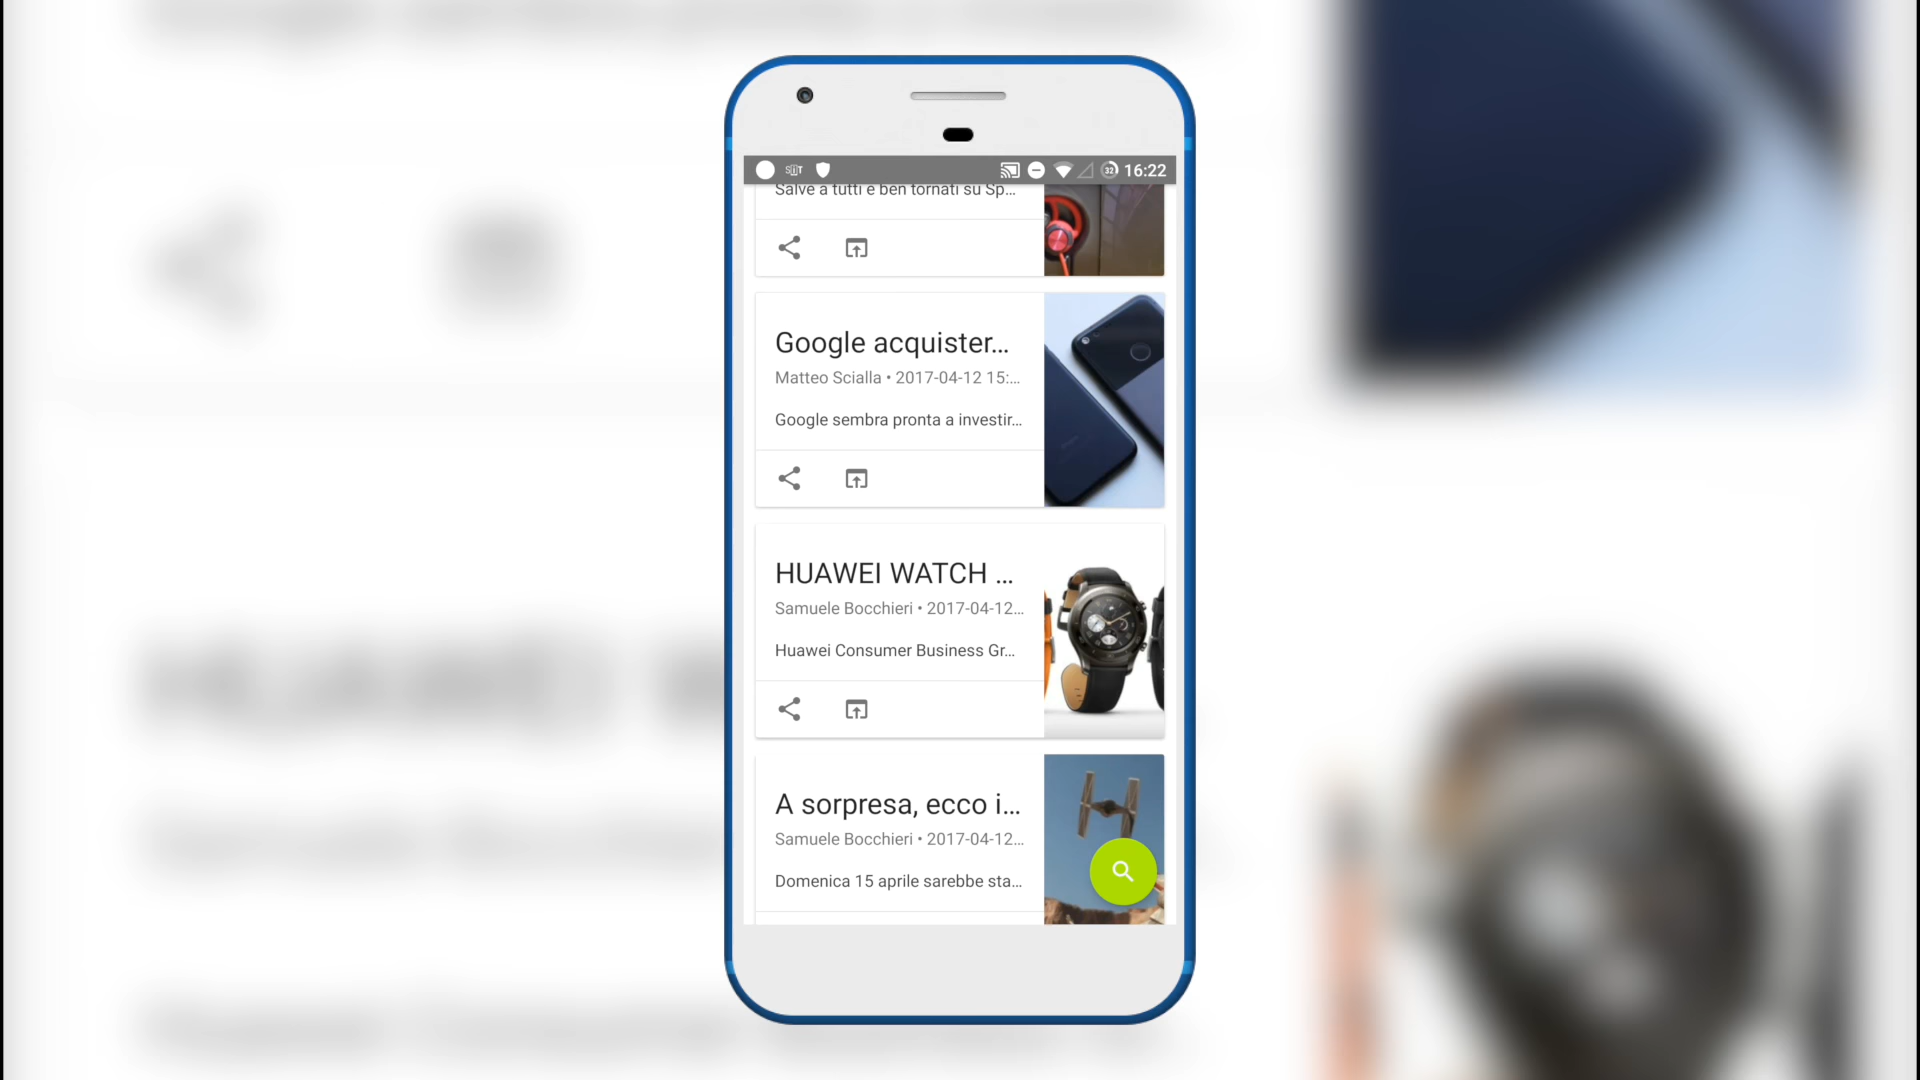 16:22
Salve a tutti e ben tornati su Sp...
Google acquister...
Matteo Scialla • 2017-04-12 15:...
Google sembra pronta a investir...
HUAWEI WATCH ...
Samuele Bocchieri • 2017-04-12...
Huawei Consumer Business Gr...
A sorpresa, ecco i...
Samuele Bocchieri • 2017-04-12...
Domenica 15 aprile sarebbe sta...